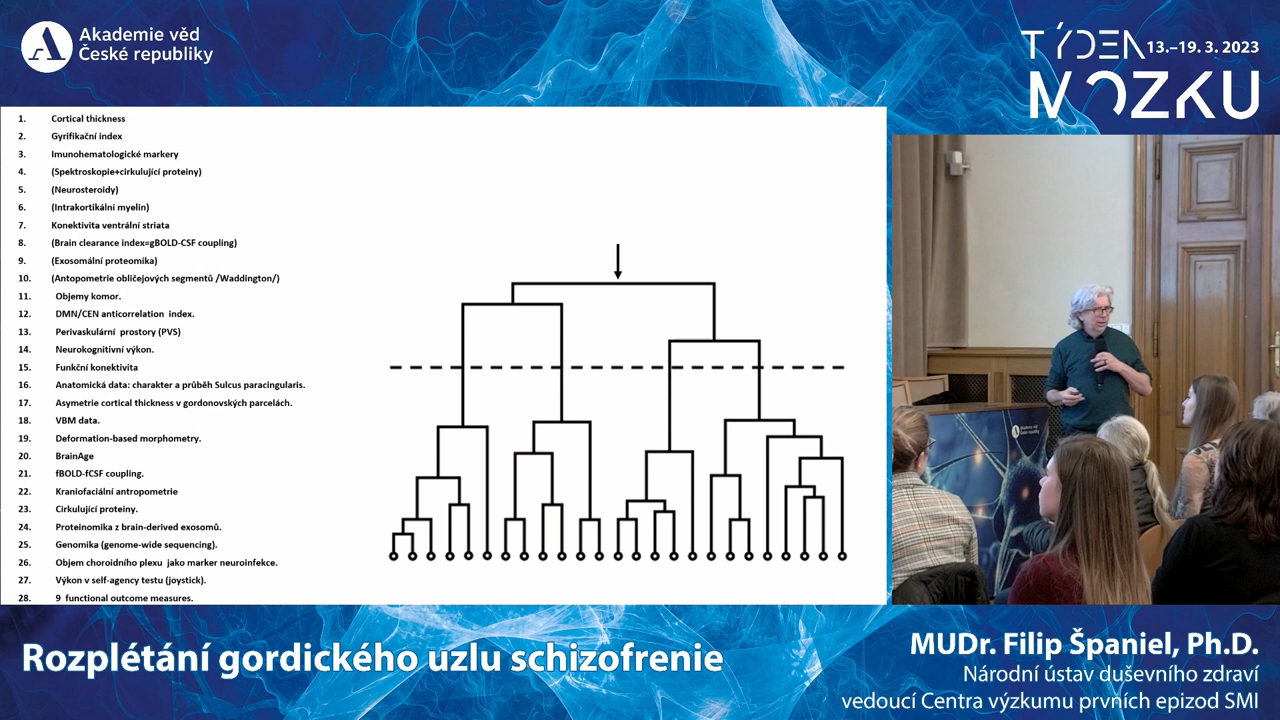 Akademie věd
České republiky
TÝDEN 13.–19. 3. 2023
MOZKU
1. Cortical thickness
2. Gyrifikační index
3. Imunohematologické markery
4. (Spektroskopie+cirkulující proteiny)
5. (Neurosteroidy)
6. (Intrakortikální myelin)
7. Konektivita ventrální striata
8. (Brain clearance index=gBOLD-CSF coupling)
9. (Exosomální proteomika)
10. (Antopometrie obličejových segmentů /Waddington/)
11. Objemy komor.
12. DMN/CEN anticorrelation index.
13. Perivaskulární prostory (PVS)
14. Neurokognitivní výkon.
15. Funkční konektivita
16. Anatomická data: charakter a průběh Sulcus paracingularis.
17. Asymetrie cortical thickness v gordonovských parcelách.
18. VBM data.
19. Deformation-based morphometry.
20. BrainAge
21. fBOLD-fCSF coupling.
22. Kraniofaciální antropometrie
23. Cirkulující proteiny.
24. Proteinomika z brain-derived exosomů.
25. Genomika (genome-wide sequencing).
26. Objem choroidního plexu jako marker neuroinfekce.
27. Výkon v self-agency testu (joystick).
28. 9 functional outcome measures.
Akademie věd
České republiky
Rozplétání gordického uzlu schizofrenie
MUDr. Filip Španiel, Ph.D.
Národní ústav duševního zdraví
vedoucí Centra výzkumu prvních epizod SMI